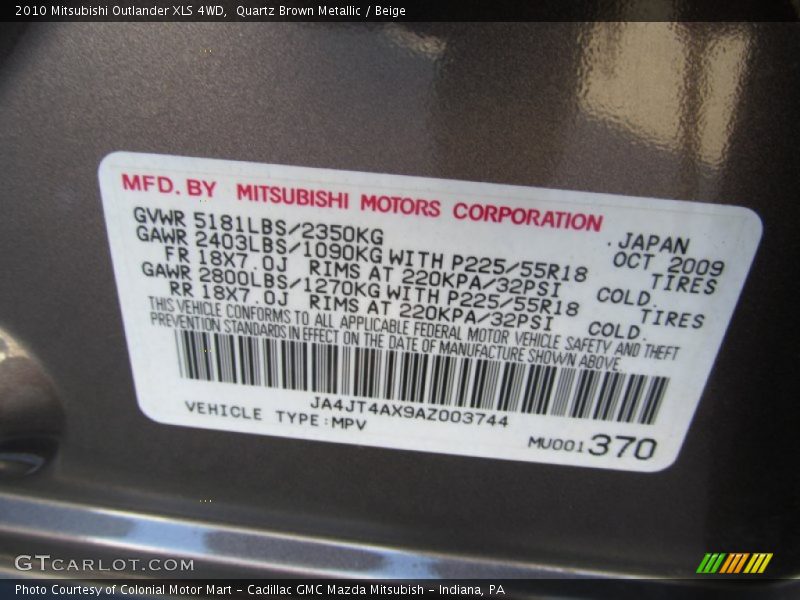 2010 Mitsubishi Outlander XLS 4WD,  Quartz Brown Metallic / Beige
MFD. BY MITSUBISHI MOTORS CORPORATION
. JAPAN
GVWR 5181LBS/2350KG OCT 2009
GAWR 2403LBS/1090KG WITH P225/55R18 TIRES
FR 18X7.0J RIMS AT 220KPA/32PSI COLD.
GAWR 2800LBS/1270KG WITH P225/55R18 TIRES
RR 18X7.0J RIMS AT 220KPA/32PSI COLD.
THIS VEHICLE CONFORMS TO ALL APPLICABLE FEDERAL MOTOR VEHICLE SAFETY AND THEFT
PREVENTION STANDARDS IN EFFECT ON THE DATE OF MANUFACTURE SHOWN ABOVE.
JA4JT4AX9AZ003744
VEHICLE TYPE:MPV
MU001370
GTCARLOT.COM
Photo Courtesy of Colonial Motor Mart - Cadillac GMC Mazda Mitsubish - Indiana, PA